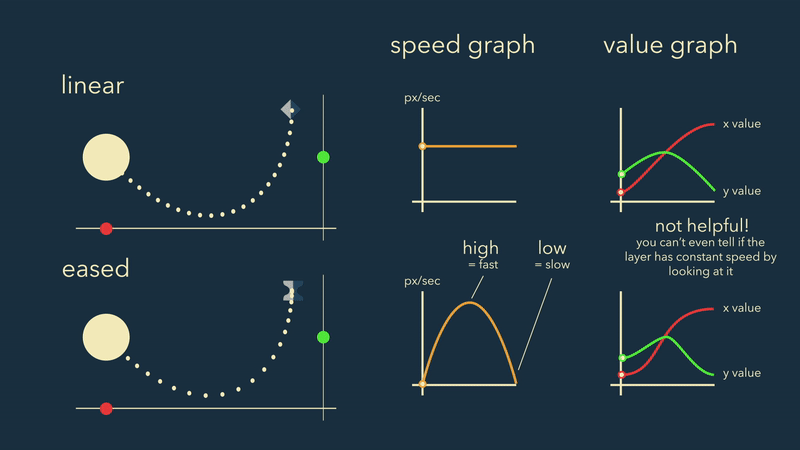 speed graph
value graph
linear
px/sec
x value
y value
not helpful!
you can't even tell if the
layer has constant speed by
looking at it
eased
high
= fast
low
= slow
px/sec
x value
y value